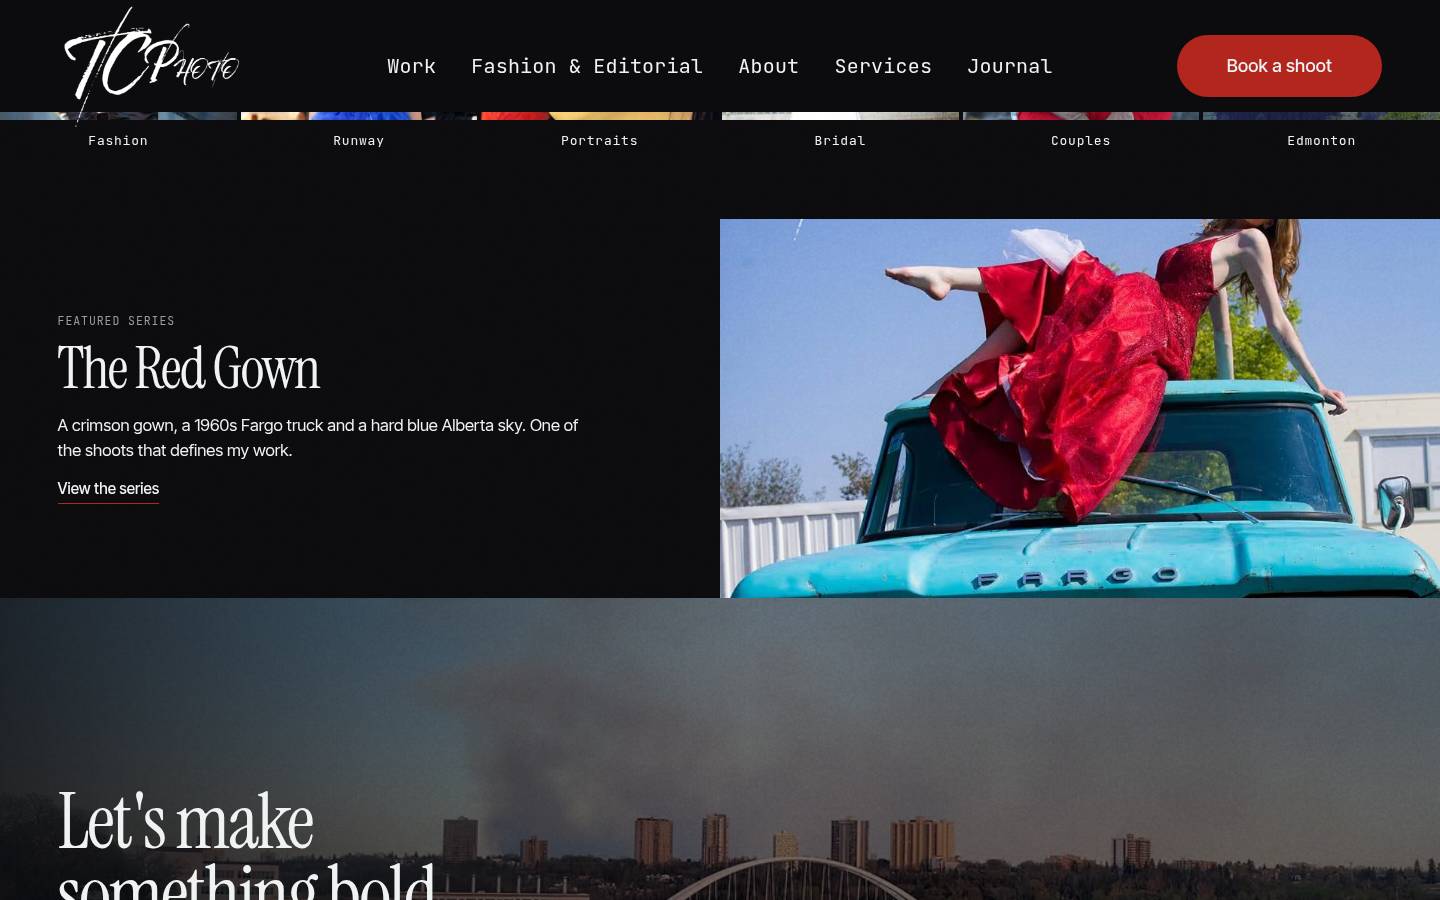 TCPhoto
Work
Fashion & Editorial
About
Services
Journal
Book a shoot
Fashion
Runway
Portraits
Bridal
Couples
Edmonton
FEATURED SERIES
The Red Gown
A crimson gown, a 1960s Fargo truck and a hard blue Alberta sky. One of
the shoots that defines my work.
View the series
FARGO
Let's make
something bold